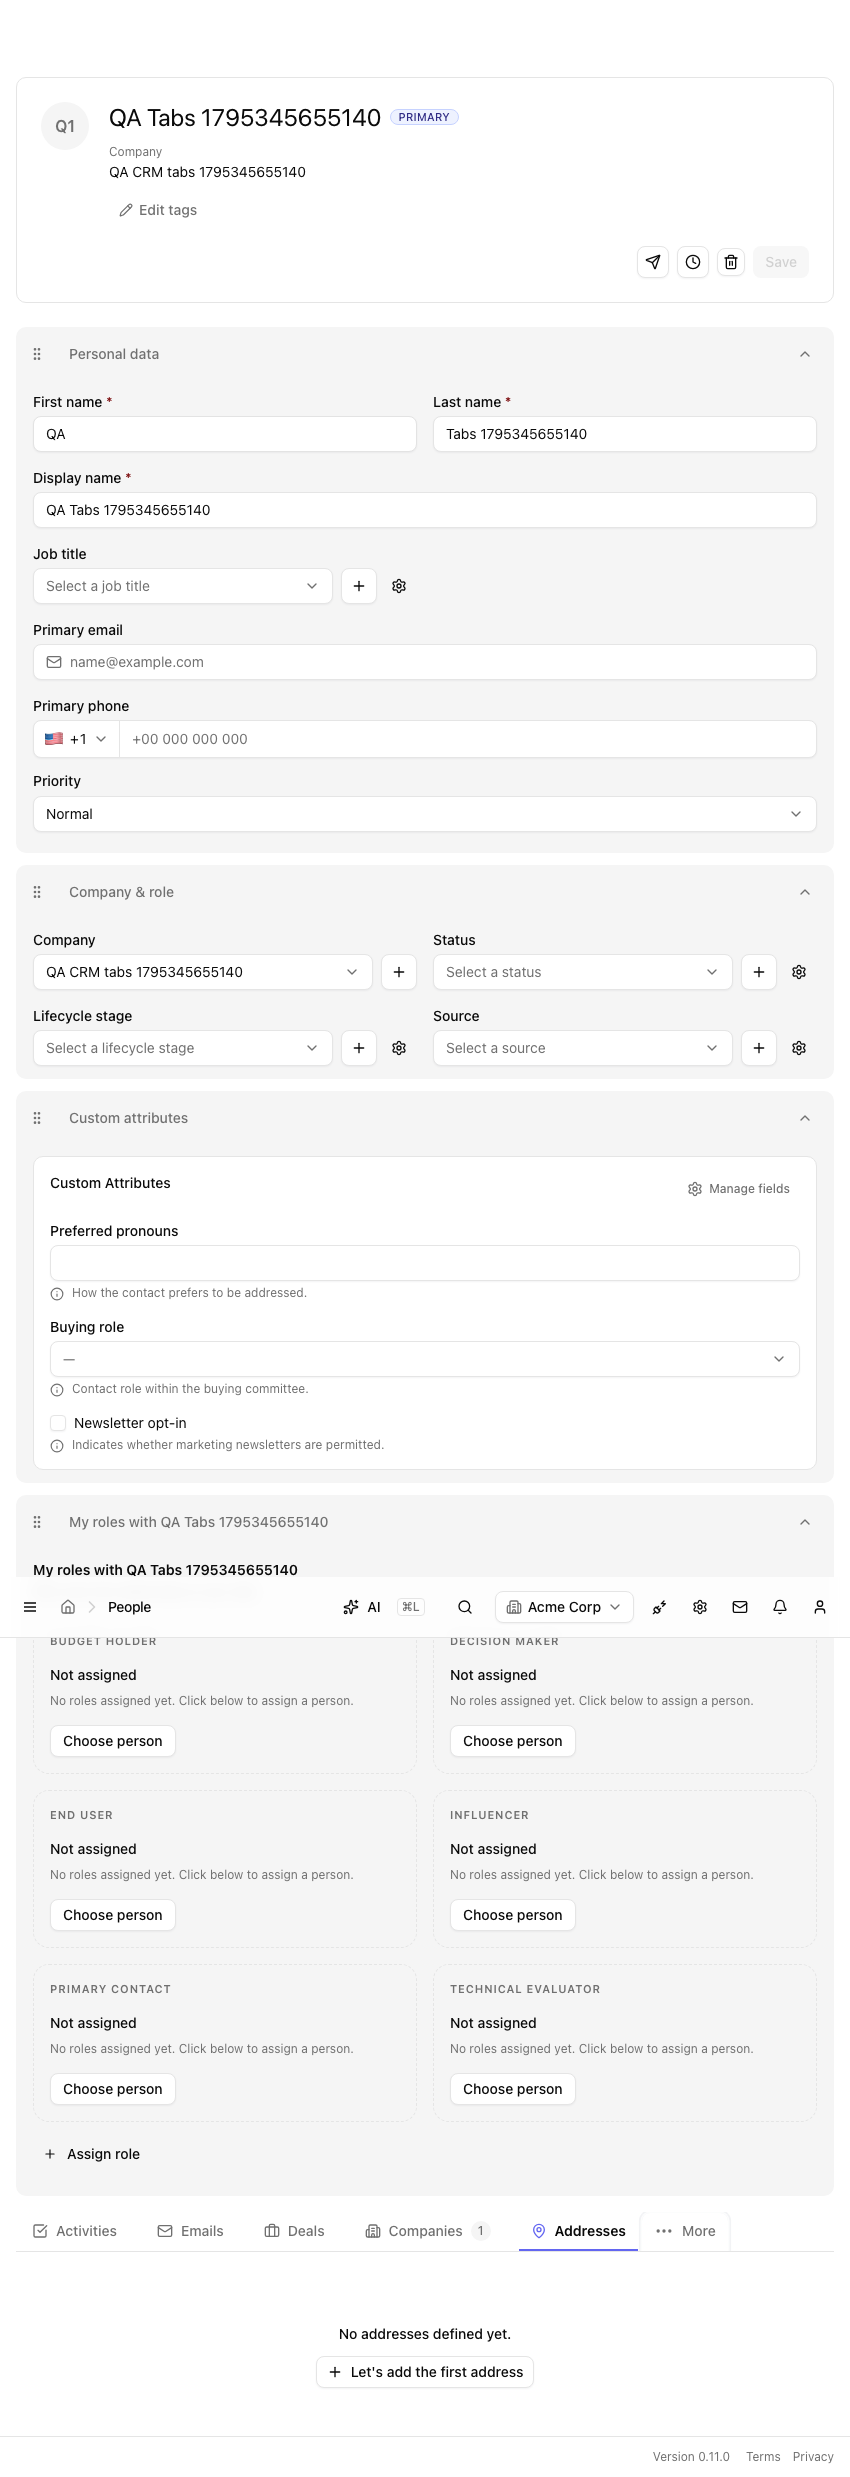 Q1
QA Tabs 1795345655140 PRIMARY
Company
QA CRM tabs 1795345655140
Edit tags
Save
Personal data
First name *
Last name *
QA
Tabs 1795345655140
Display name *
QA Tabs 1795345655140
Job title
Select a job title
Primary email
name@example.com
Primary phone
+1
+00 000 000 000
Priority
Normal
Company & role
Company
Status
QA CRM tabs 1795345655140
Select a status
Lifecycle stage
Source
Select a lifecycle stage
Select a source
Custom attributes
Custom Attributes
Manage fields
Preferred pronouns
How the contact prefers to be addressed.
Buying role
—
Contact role within the buying committee.
Newsletter opt-in
Indicates whether marketing newsletters are permitted.
My roles with QA Tabs 1795345655140
My roles with QA Tabs 1795345655140
People
AI ⌘L
Acme Corp
BUDGET HOLDER
DECISION MAKER
Not assigned
Not assigned
No roles assigned yet. Click below to assign a person.
No roles assigned yet. Click below to assign a person.
Choose person
Choose person
END USER
INFLUENCER
Not assigned
Not assigned
No roles assigned yet. Click below to assign a person.
No roles assigned yet. Click below to assign a person.
Choose person
Choose person
PRIMARY CONTACT
TECHNICAL EVALUATOR
Not assigned
Not assigned
No roles assigned yet. Click below to assign a person.
No roles assigned yet. Click below to assign a person.
Choose person
Choose person
Assign role
Activities
Emails
Deals
Companies 1
Addresses
More
No addresses defined yet.
Let's add the first address
Version 0.11.0
Terms
Privacy